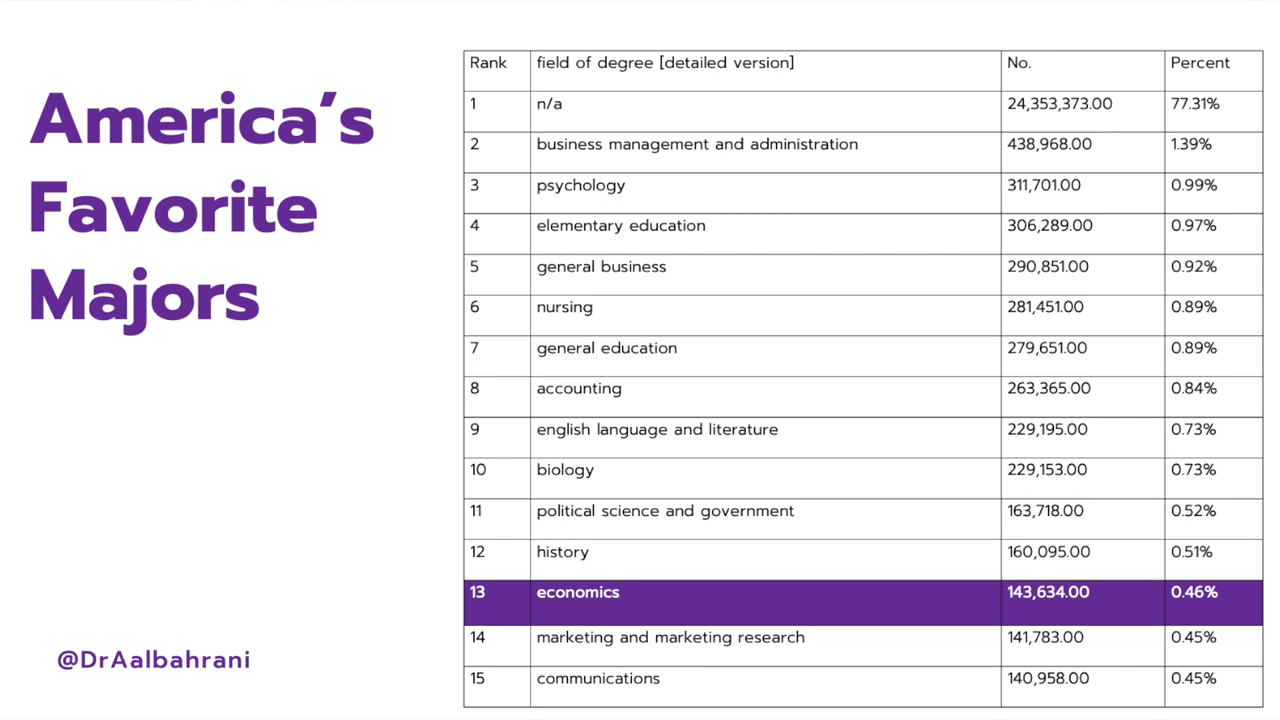 America’s
Favorite
Majors
@DrAalbahrani
Rank field of degree [detailed version] No. Percent
1 n/a 24,353,373.00 77.31%
2 business management and administration 438,968.00 1.39%
3 psychology 311,701.00 0.99%
4 elementary education 306,289.00 0.97%
5 general business 290,851.00 0.92%
6 nursing 281,451.00 0.89%
7 general education 279,651.00 0.89%
8 accounting 263,365.00 0.84%
9 english language and literature 229,195.00 0.73%
10 biology 229,153.00 0.73%
11 political science and government 163,718.00 0.52%
12 history 160,095.00 0.51%
13 economics 143,634.00 0.46%
14 marketing and marketing research 141,783.00 0.45%
15 communications 140,958.00 0.45%